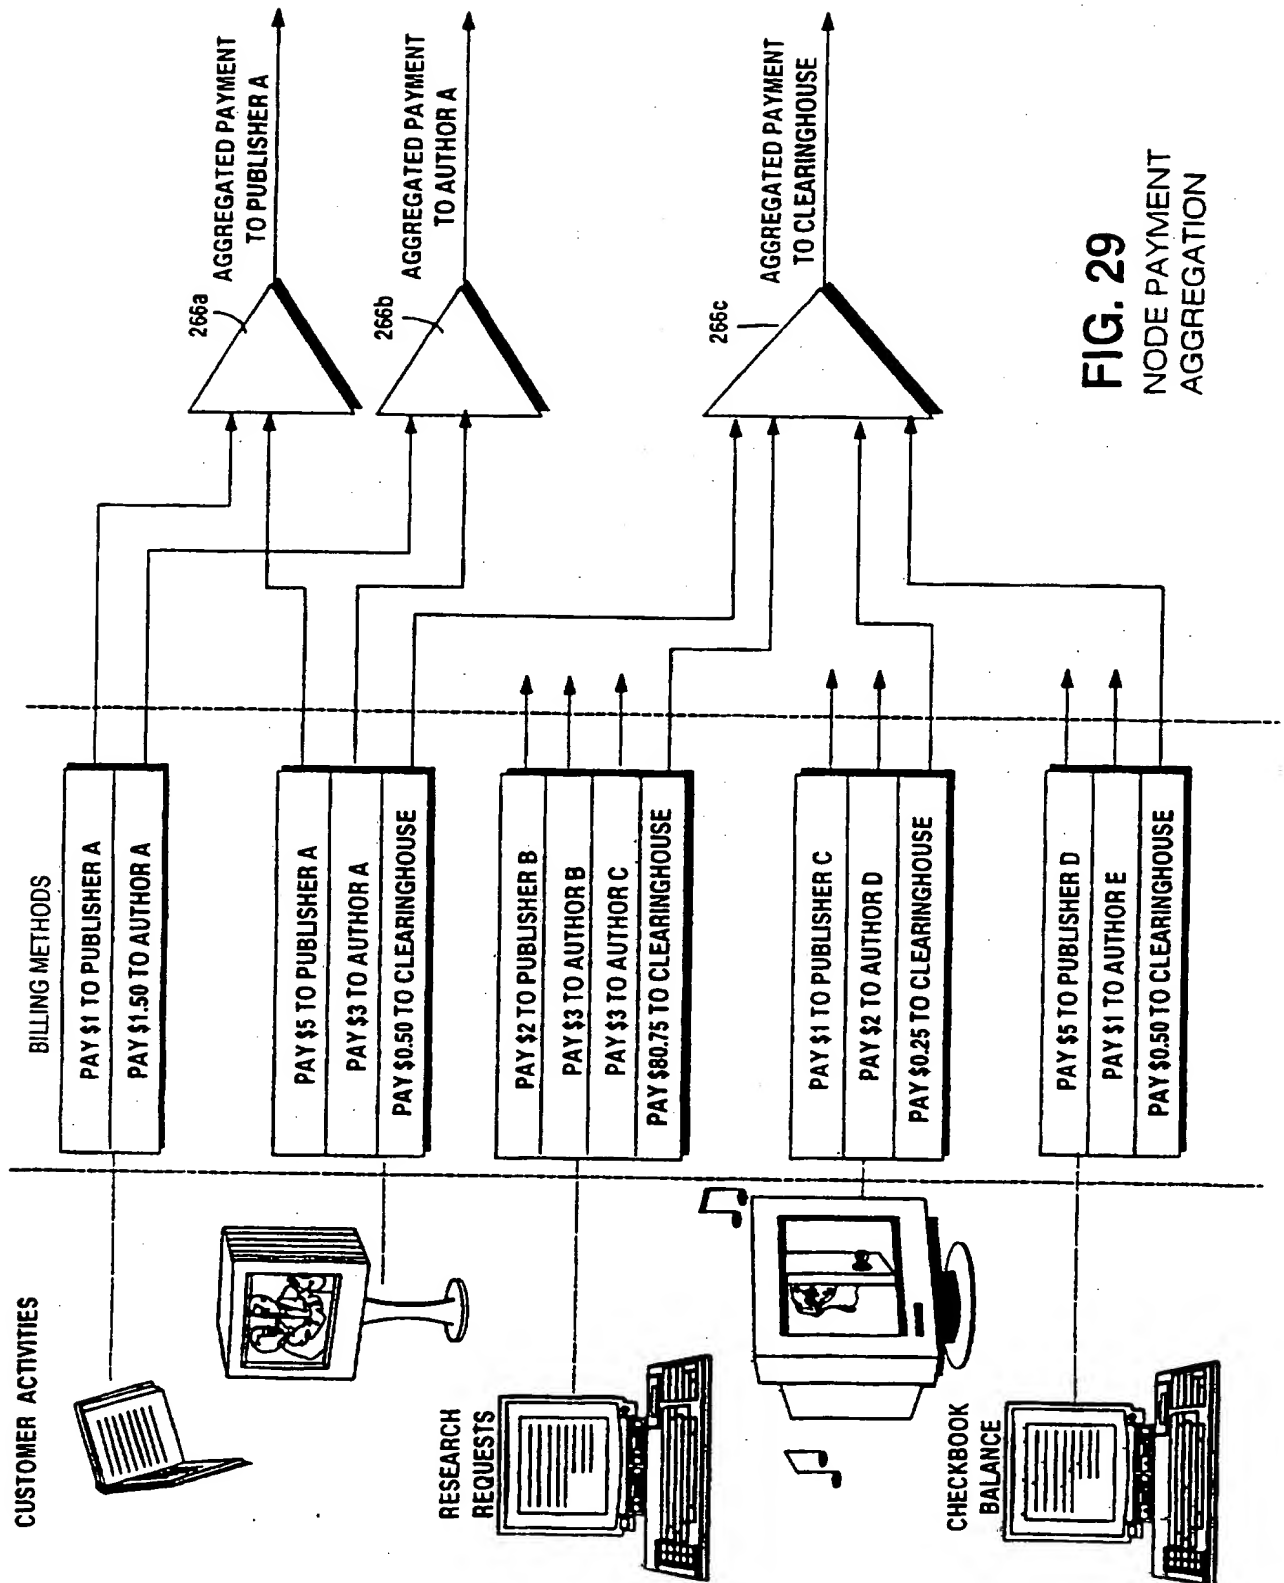 CUSTOMER ACTIVITIES
RESEARCH
REQUESTS
CHECKBOOK
BALANCE
BILLING METHODS
PAY $1 TO PUBLISHER A
PAY $1.50 TO AUTHOR A
PAY $5 TO PUBLISHER A
PAY $3 TO AUTHOR A
PAY $0.50 TO CLEARINGHOUSE
PAY $2 TO PUBLISHER B
PAY $3 TO AUTHOR B
PAY $3 TO AUTHOR C
PAY $80.75 TO CLEARINGHOUSE
PAY $1 TO PUBLISHER C
PAY $2 TO AUTHOR D
PAY $0.25 TO CLEARINGHOUSE
PAY $5 TO PUBLISHER D
PAY $1 TO AUTHOR E
PAY $0.50 TO CLEARINGHOUSE
266a
AGGREGATED PAYMENT
TO PUBLISHER A
266b
AGGREGATED PAYMENT
TO AUTHOR A
266c
AGGREGATED PAYMENT
TO CLEARINGHOUSE
FIG. 29
NODE PAYMENT
AGGREGATION